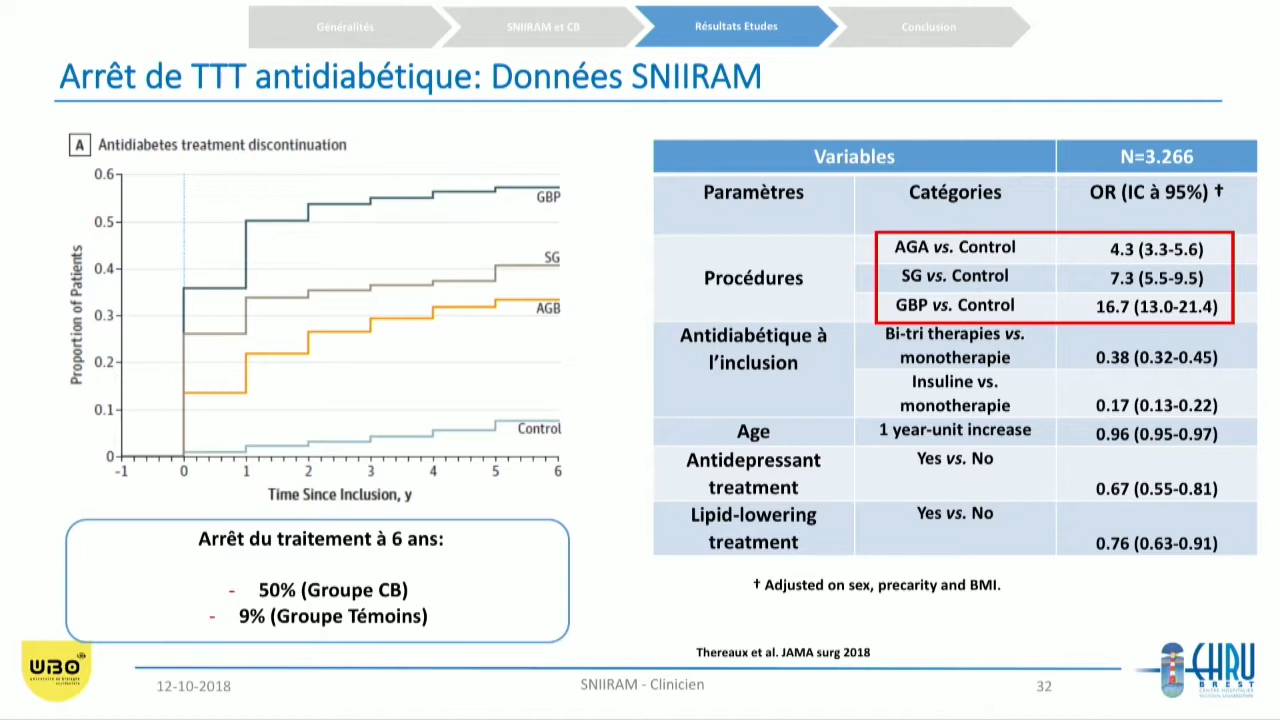 Généralités
SNIIRAM et CB
Résultats Etudes
Conclusion
Arrêt de TTT antidiabétique: Données SNIIRAM
A Antidiabetes treatment discontinuation
Proportion of Patients
0.6
0.5
0.4
0.3
0.2
0.1
0
GBP
SG
AGB
Control
-1 0 1 2 3 4 5 6
Time Since Inclusion, y
Arrêt du traitement à 6 ans:
- 50% (Groupe CB)
- 9% (Groupe Témoins)
Variables N=3.266
Paramètres Catégories OR (IC à 95%) †
Procédures
AGA vs. Control 4.3 (3.3-5.6)
SG vs. Control 7.3 (5.5-9.5)
GBP vs. Control 16.7 (13.0-21.4)
Antidiabétique à
l’inclusion
Bi-tri therapies vs.
monotherapie 0.38 (0.32-0.45)
Insuline vs.
monotherapie 0.17 (0.13-0.22)
Age 1 year-unit increase 0.96 (0.95-0.97)
Antidepressant
treatment
Yes vs. No 0.67 (0.55-0.81)
Lipid-lowering
treatment
Yes vs. No 0.76 (0.63-0.91)
† Adjusted on sex, precarity and BMI.
Thereaux et al. JAMA surg 2018
UBO
12-10-2018
SNIIRAM - Clinicien
32
CHRU
BREST